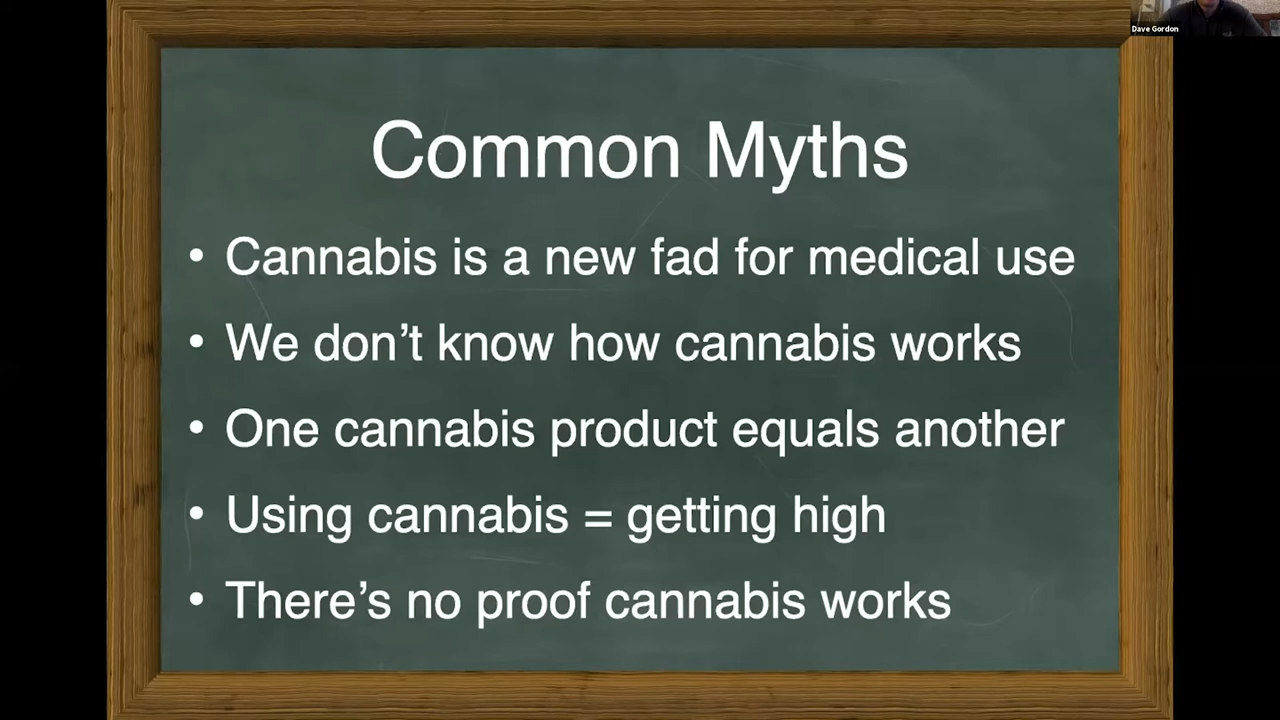 Dave Gordon
Common Myths
• Cannabis is a new fad for medical use
• We don’t know how cannabis works
• One cannabis product equals another
• Using cannabis = getting high
• There’s no proof cannabis works